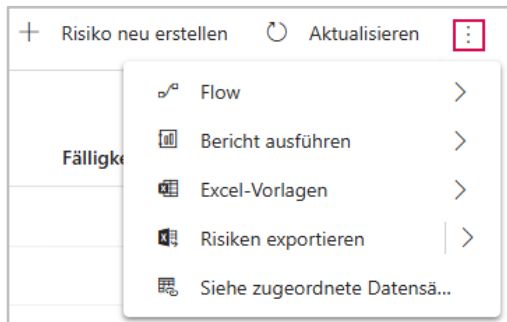 Risiko neu erstellen Aktualisieren
Flow
Bericht ausführen
Fälligke
Excel-Vorlagen
Risiken exportieren
Siehe zugeordnete Datensä...